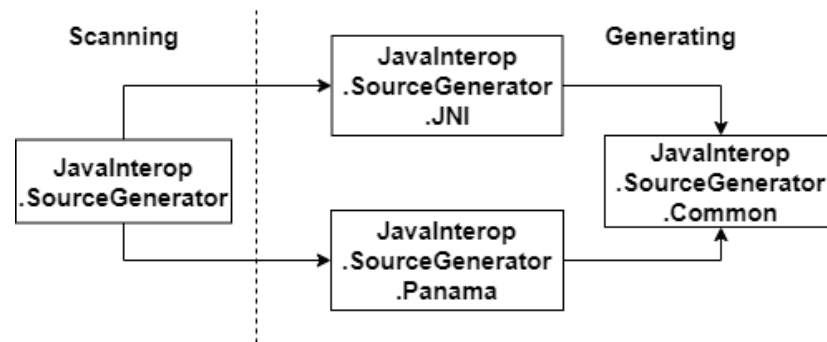 Scanning
Generating
JavaInterop
.SourceGenerator
JavaInterop
.SourceGenerator
.JNI
JavaInterop
.SourceGenerator
.Panama
JavaInterop
.SourceGenerator
.Common